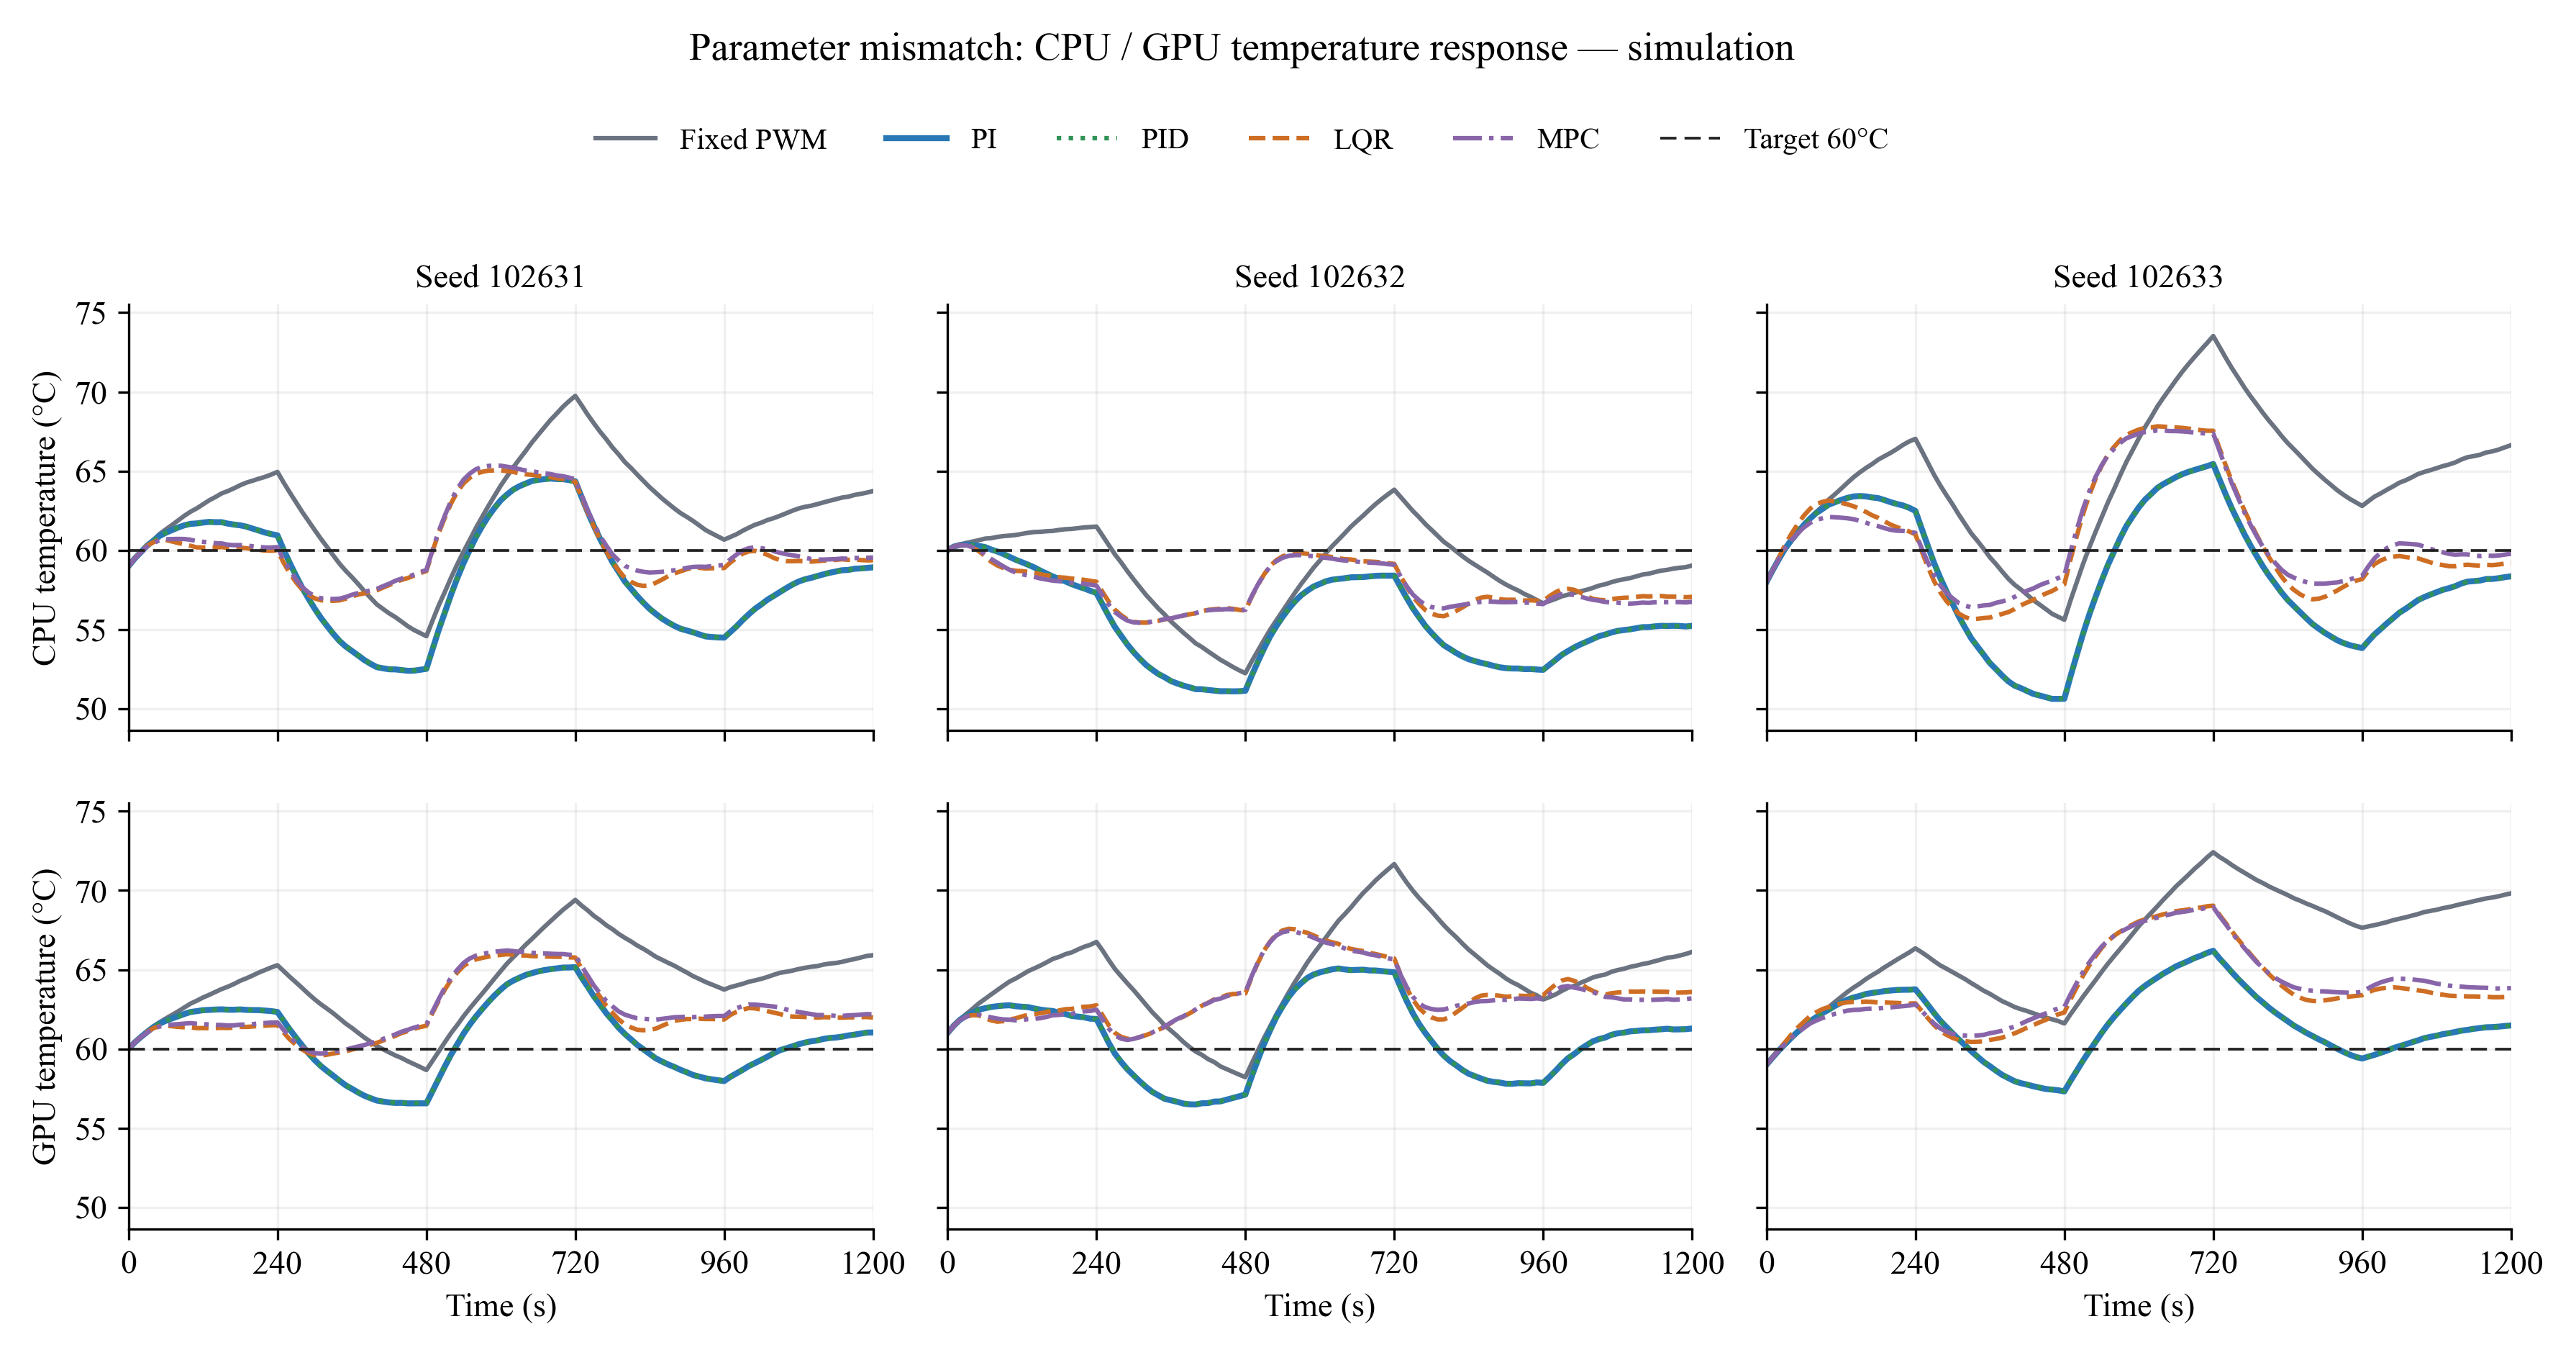 Parameter mismatch: CPU / GPU temperature response — simulation
Fixed PWM PI PID LQR MPC Target 60°C
Seed 102631 Seed 102632 Seed 102633
CPU temperature (°C)
75
70
65
60
55
50
GPU temperature (°C)
75
70
65
60
55
50
0 240 480 720 960 1200 0 240 480 720 960 1200 0 240 480 720 960 1200
Time (s) Time (s) Time (s)